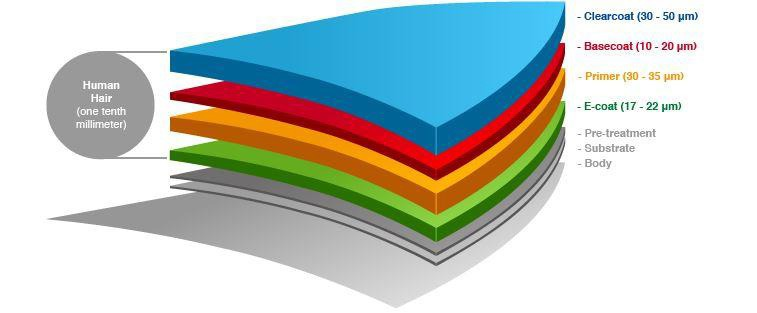 Human
Hair
(one tenth
millimeter)
- Clearcoat (30 - 50 µm)
- Basecoat (10 - 20 µm)
- Primer (30 - 35 µm)
- E-coat (17 - 22 µm)
- Pre-treatment
- Substrate
- Body